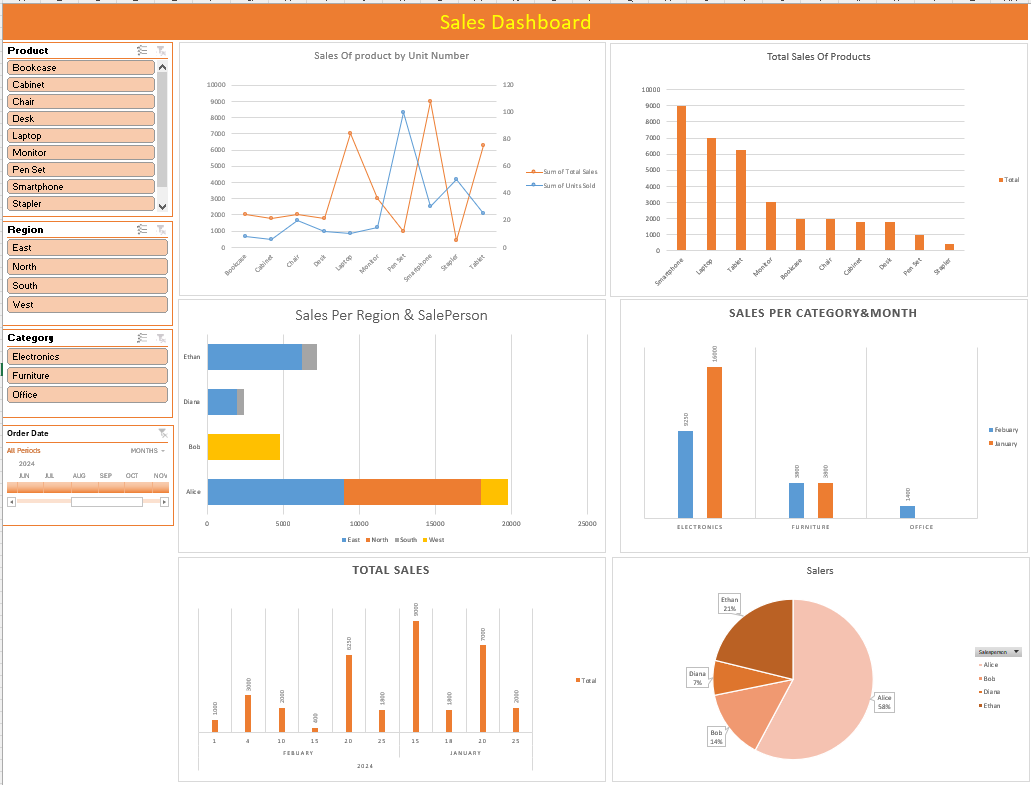 Sales Dashboard
Product
Bookcase
Cabinet
Chair
Desk
Laptop
Monitor
Pen Set
Smartphone
Stapler
Region
East
North
South
West
Category
Electronics
Furniture
Office
Order Date
All Periods
MONTHS
2024
JUN JUL AUG SEP OCT NOV
Sales Of product by Unit Number
10000
9000
8000
7000
6000
5000
4000
3000
2000
1000
0
120
100
80
60
40
20
0
Bookcase Cabinet Chair Desk Laptop Monitor Pen Set Smartphone Stapler Tablet
Sum of Total Sales
Sum of Units Sold
Total Sales Of Products
10000
9000
8000
7000
6000
5000
4000
3000
2000
1000
0
Smartphone Laptop Tablet Monitor Bookcase Chair Cabinet Desk Pen Set Stapler
Total
Sales Per Region & SalePerson
Ethan
Diana
Bob
Alice
0 5000 10000 15000 20000 25000
East North South West
SALES PER CATEGORY&MONTH
6250 16000 3800 3800 1400
ELECTRONICS FURNITURE OFFICE
Febuary
January
TOTAL SALES
1000 3000 2000 400 6250 1800 9000 1800 7000 2000
1 4 10 15 20 25 15 18 20 25
FEBUARY JANUARY
2024
Total
Salers
Ethan
21%
Diana
7%
Bob
14%
Alice
58%
Salesperson
Alice
Bob
Diana
Ethan